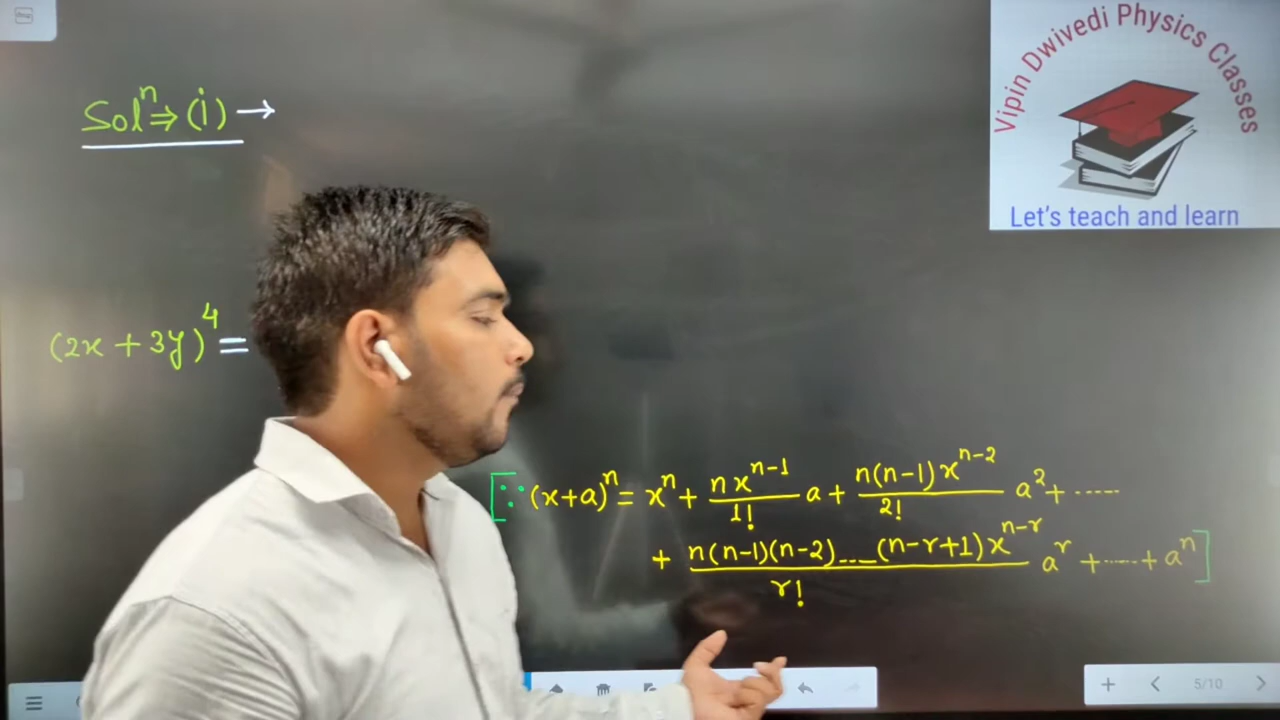 Vipin Dwivedi Physics Classes
Let's teach and learn
Solⁿ ⇒ (i) →
(2x + 3y)⁴ =
[∵ (x+a)ⁿ = xⁿ + nxⁿ⁻¹/1! a + n(n-1)xⁿ⁻²/2! a² + ......
+ n(n-1)(n-2)....(n-r+1)xⁿ⁻ʳ/r! aʳ + ..... + aⁿ]
5/10